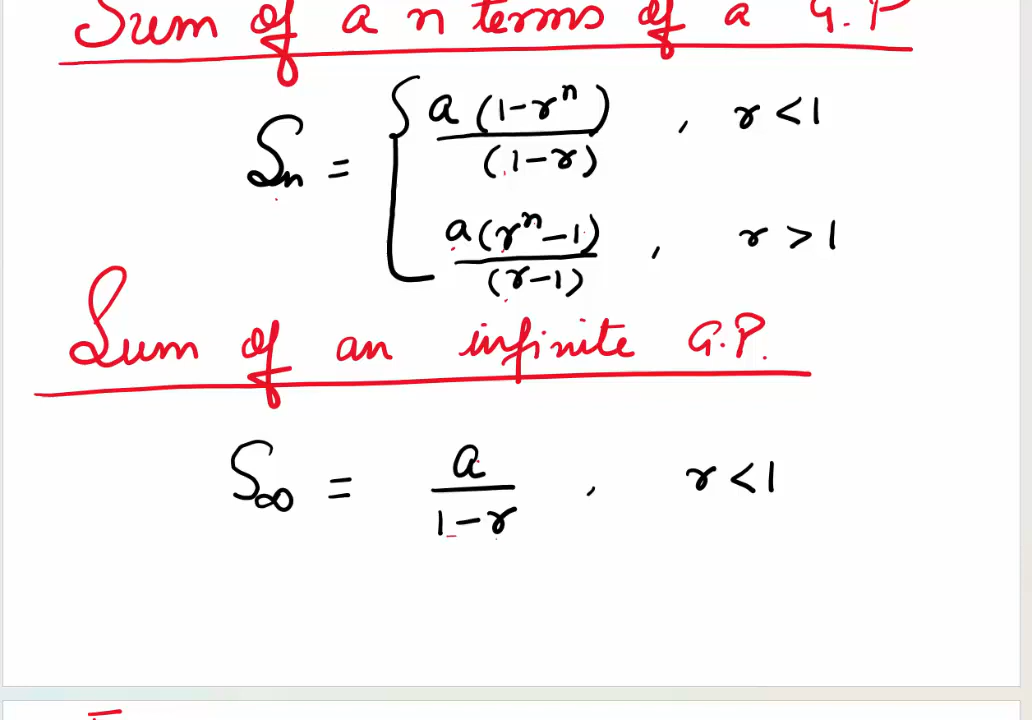 Sum of a n terms of a G.P
Sn = { a (1-r^n) / (1-r) , r < 1
a (r^n - 1) / (r-1) , r > 1
Sum of an infinite G.P.
S∞ = a / 1-r , r < 1